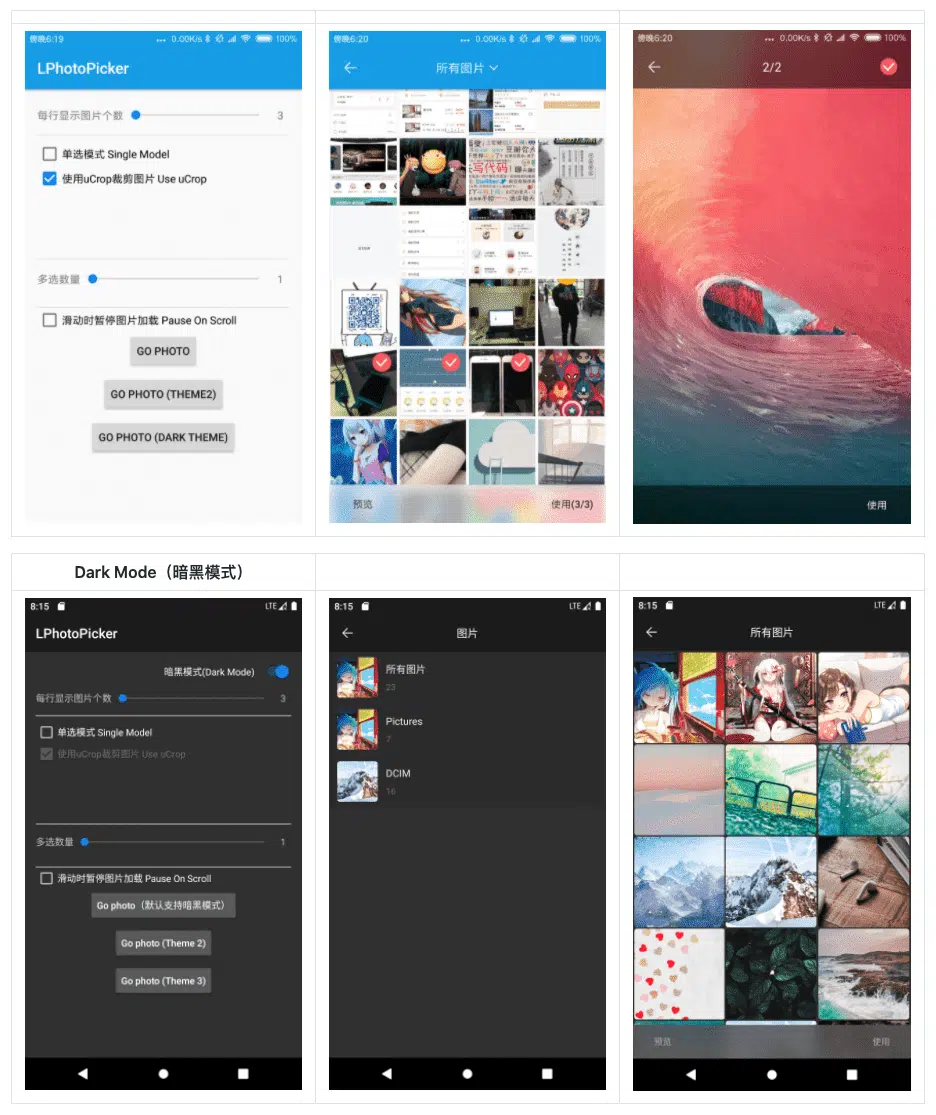 傍晚6:19 ... 0.00K/s 100%
LPhotoPicker
每行显示图片个数 3
单选模式 Single Model
使用uCrop裁剪图片 Use uCrop
多选数量 1
滑动时暂停图片加载 Pause On Scroll
GO PHOTO
GO PHOTO (THEME2)
GO PHOTO (DARK THEME)
傍晚6:20 ... 0.00K/s 100%
所有图片
写代码!
预览 使用(3/3)
傍晚6:20 ... 0.00K/s 100%
2/2
使用
Dark Mode（暗黑模式）
8:15 LTE
LPhotoPicker
暗黑模式(Dark Mode)
每行显示图片个数 3
单选模式 Single Model
使用uCrop裁剪图片 Use uCrop
多选数量 1
滑动时暂停图片加载 Pause On Scroll
Go photo（默认支持暗黑模式）
Go photo (Theme 2)
Go photo (Theme 3)
8:15 LTE
图片
所有图片
23
Pictures
7
DCIM
16
8:15 LTE
所有图片
预览 使用